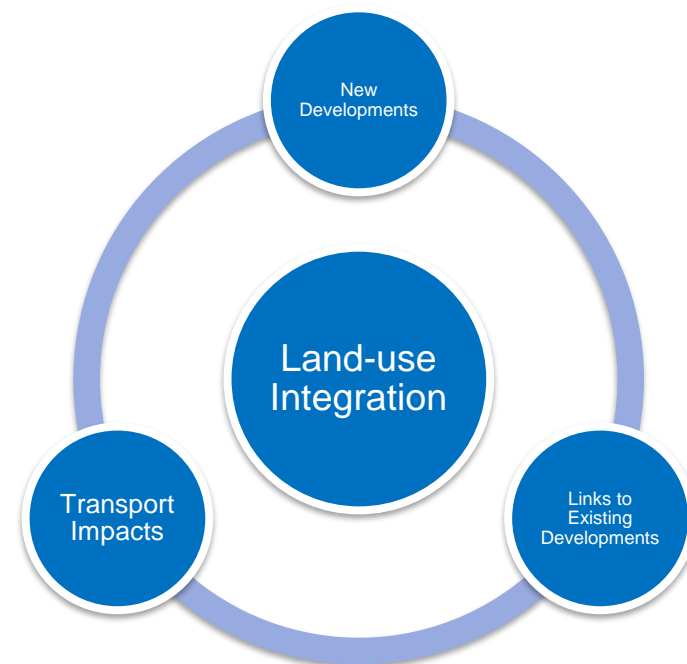 New
Developments
Land-use
Integration
Transport
Impacts
Links to
Existing
Developments